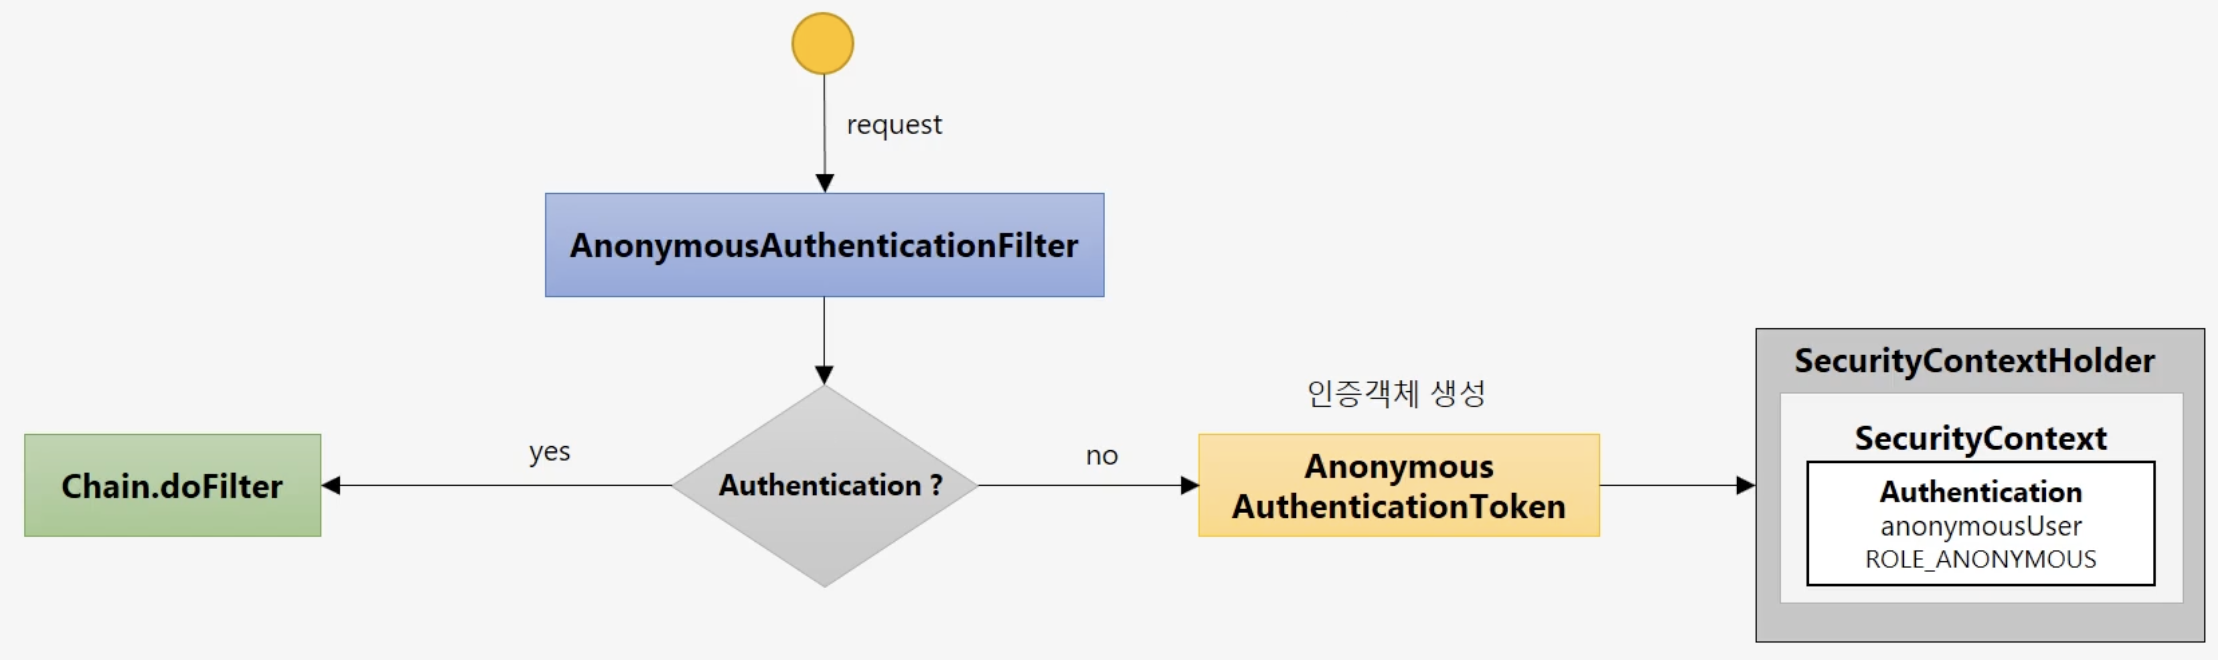 request
AnonymousAuthenticationFilter
Chain.doFilter
yes
Authentication ?
no
인증객체 생성
Anonymous
AuthenticationToken
SecurityContextHolder
SecurityContext
Authentication
anonymousUser
ROLE_ANONYMOUS